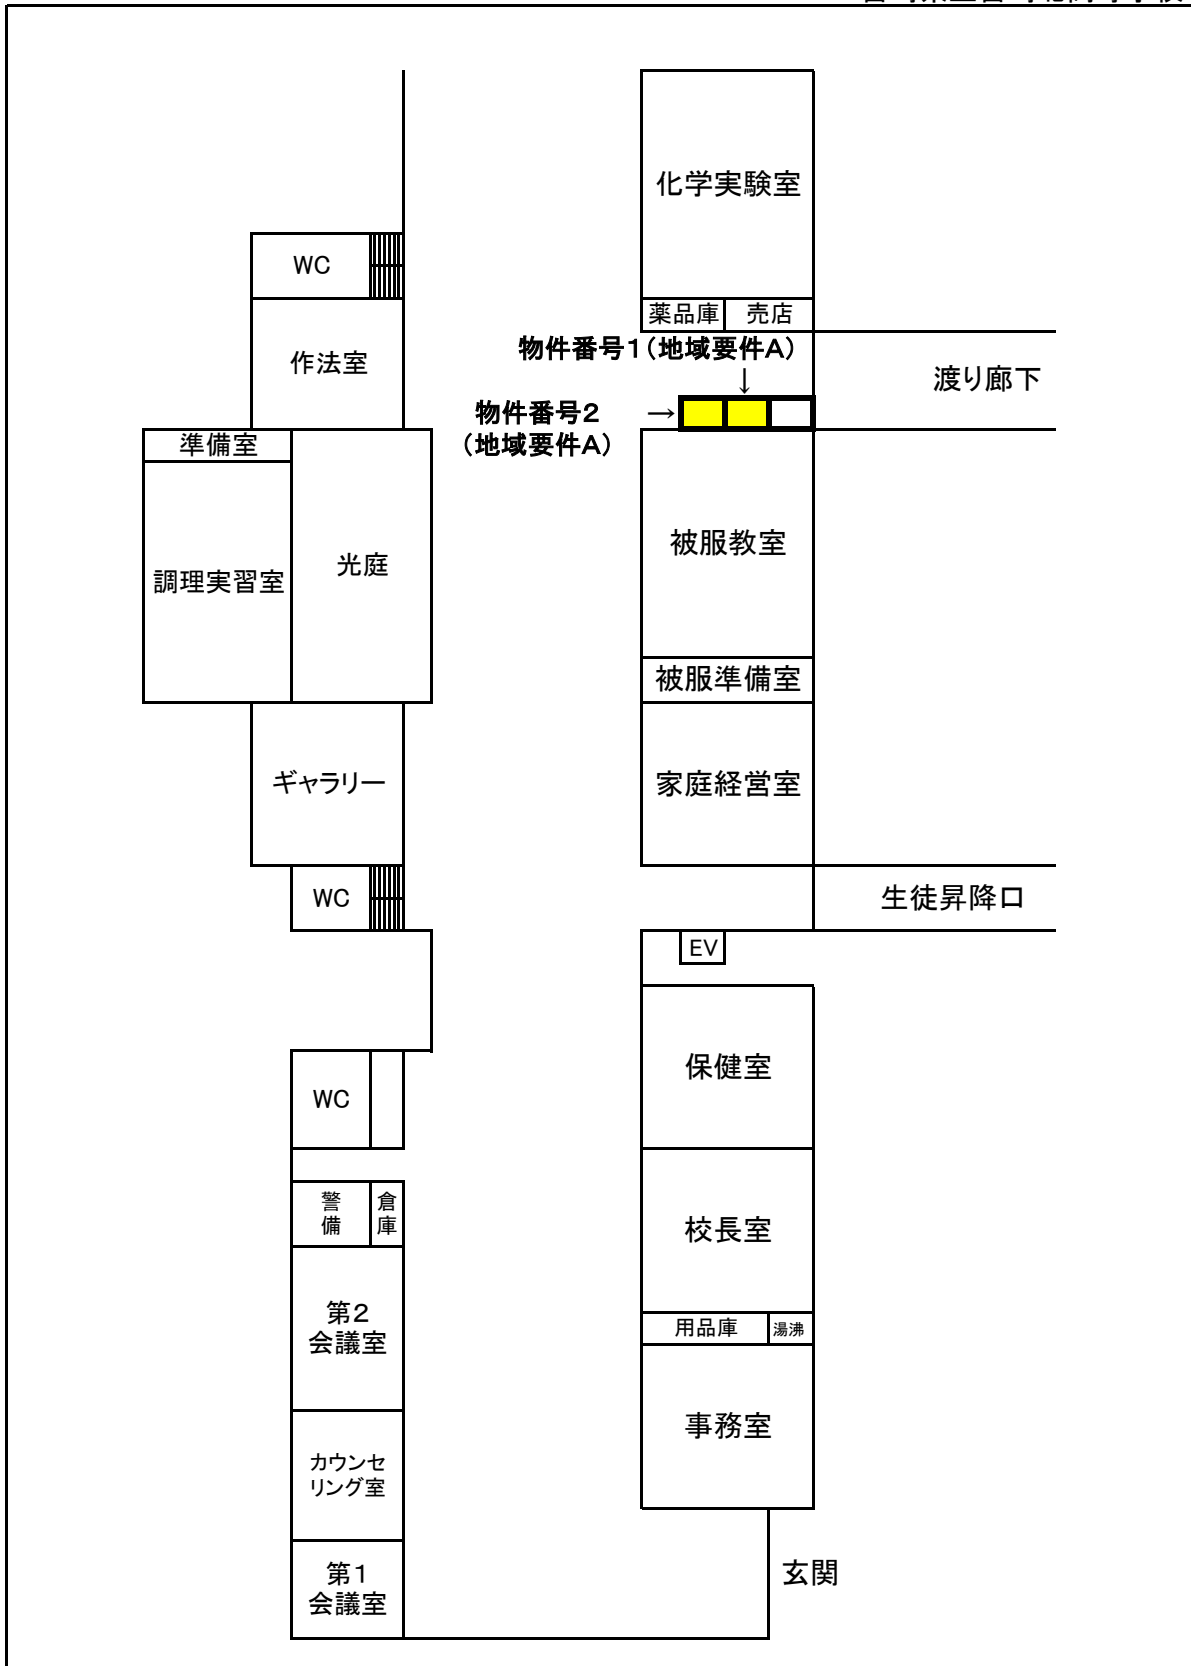 化学実験室
WC
薬品庫
売店
物件番号1（地域要件A）
↓
渡り廊下
作法室
物件番号2
→
（地域要件A）
準備室
被服教室
光庭
調理実習室
被服準備室
ギャラリー
家庭経営室
WC
生徒昇降口
EV
保健室
WC
警
備
倉
庫
校長室
第2
会議室
用品庫
湯沸
事務室
カウンセ
リング室
第1
会議室
玄関